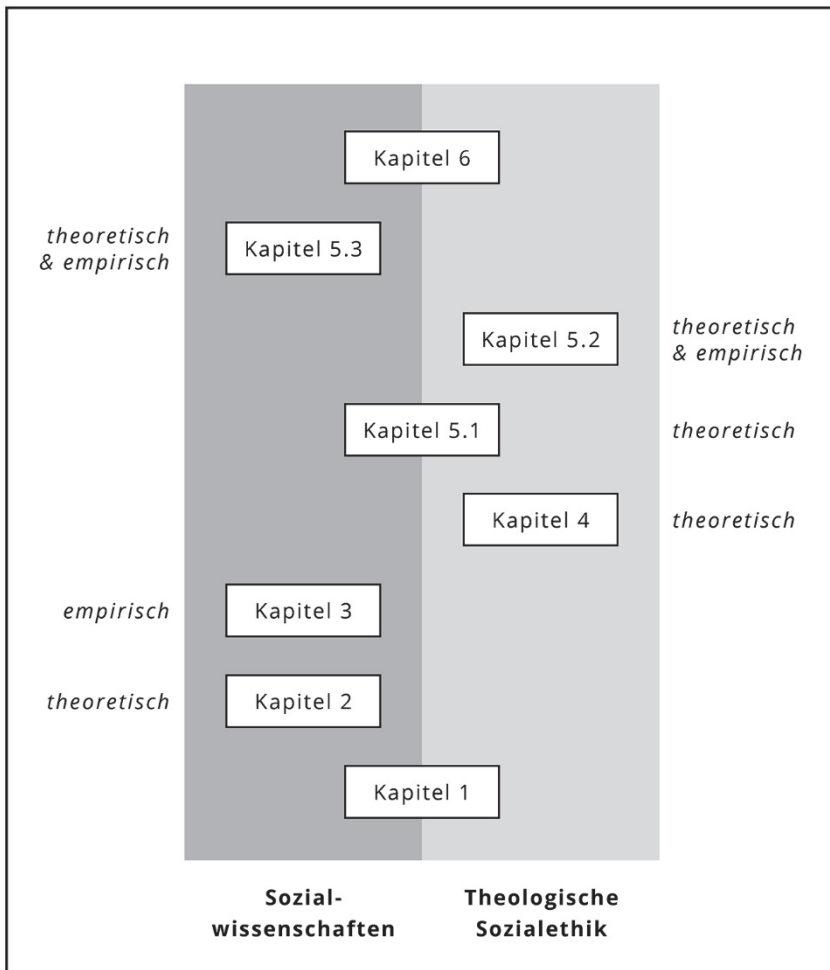 Kapitel 6
theoretisch
& empirisch
Kapitel 5.3
Kapitel 5.2
theoretisch
& empirisch
Kapitel 5.1
theoretisch
Kapitel 4
theoretisch
empirisch
Kapitel 3
theoretisch
Kapitel 2
Kapitel 1
Sozial-
wissenschaften
Theologische
Sozialethik